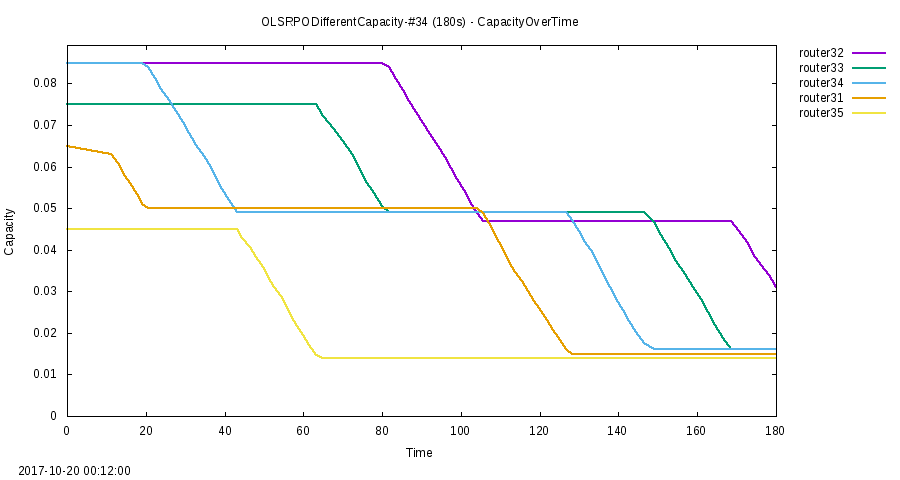 OLSRPODifferentCapacity-#34 (180s) - CapacityOverTime
router32
router33
router34
router31
router35
0.08
0.07
0.06
0.05
0.04
0.03
0.02
0.01
0
Capacity
0 20 40 60 80 100 120 140 160 180
Time
2017-10-20 00:12:00